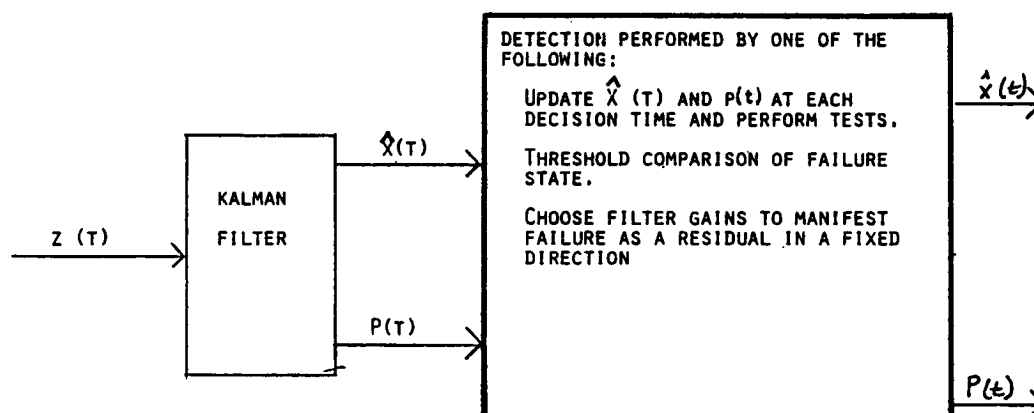 DETECTION PERFORMED BY ONE OF THE
FOLLOWING:
UPDATE X̂ (T) AND P(t) AT EACH
DECISION TIME AND PERFORM TESTS.
THRESHOLD COMPARISON OF FAILURE
STATE.
CHOOSE FILTER GAINS TO MANIFEST
FAILURE AS A RESIDUAL IN A FIXED
DIRECTION
X̂(t)
X̂(T)
KALMAN
FILTER
Z (T)
P(T)
P(t)